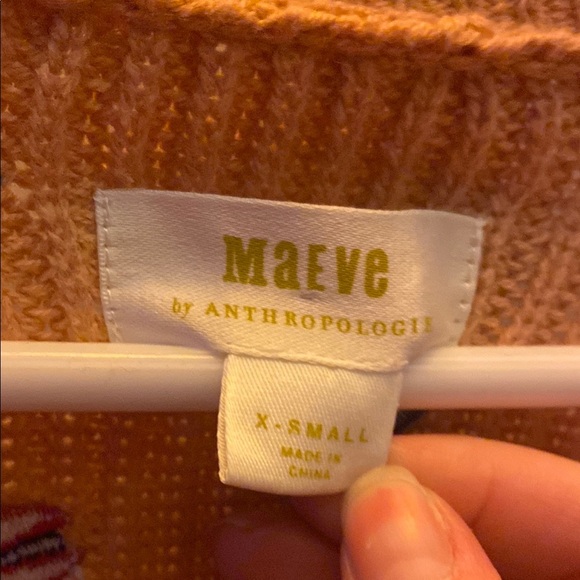 MaEve
by ANTHROPOLOGIE
X-SMALL
MADE IN
CHINA